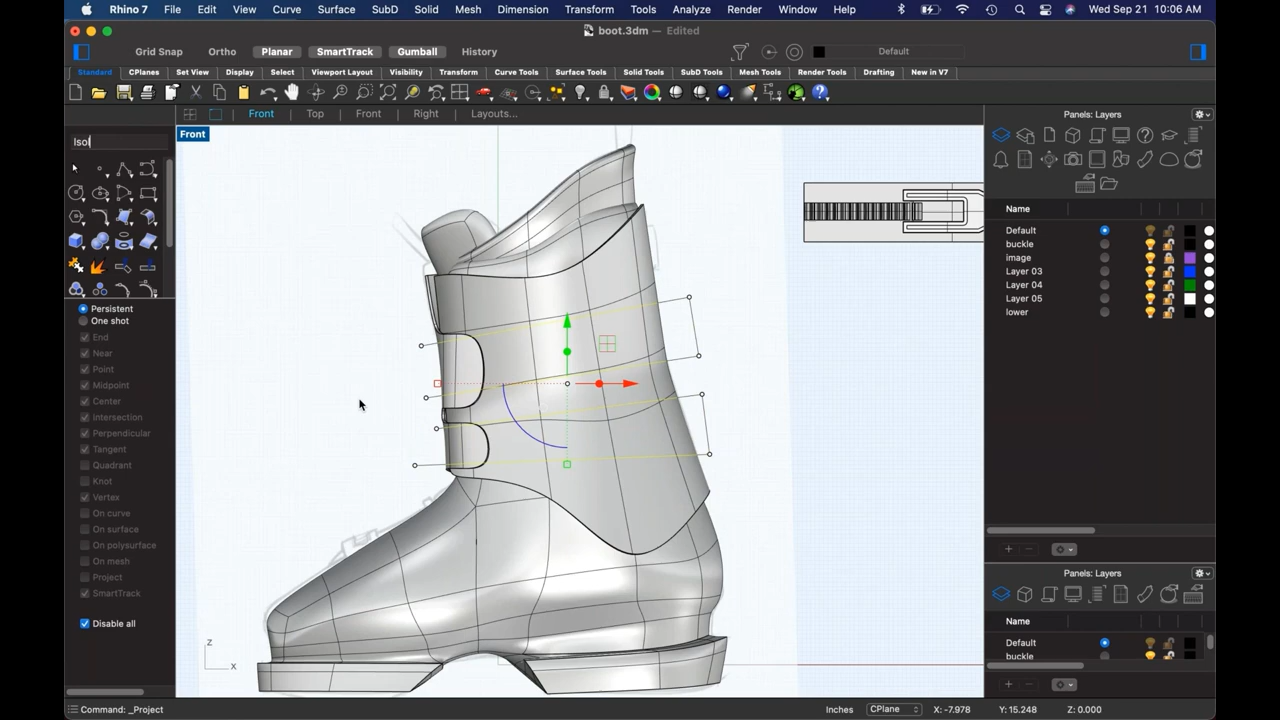 Rhino 7 File Edit View Curve Surface SubD Solid Mesh Dimension Transform Tools Analyze Render Window Help Wed Sep 21 10:06 AM
boot.3dm — Edited
Grid Snap Ortho Planar SmartTrack Gumball History Default
Standard CPlanes Set View Display Select Viewport Layout Visibility Transform Curve Tools Surface Tools Solid Tools SubD Tools Mesh Tools Render Tools Drafting New in V7
Front Top Front Right Layouts...
Panels: Layers
Front
Isol
Name
Default
buckle
image
Layer 03
Layer 04
Layer 05
lower
Persistent
One shot
End
Near
Point
Midpoint
Center
Intersection
Perpendicular
Tangent
Quadrant
Knot
Vertex
On curve
On surface
On polysurface
On mesh
Project
SmartTrack
Disable all
Panels: Layers
Name
Default
buckle
Z
X
Command: _Project Inches CPlane X: -7.978 Y: 15.248 Z: 0.000